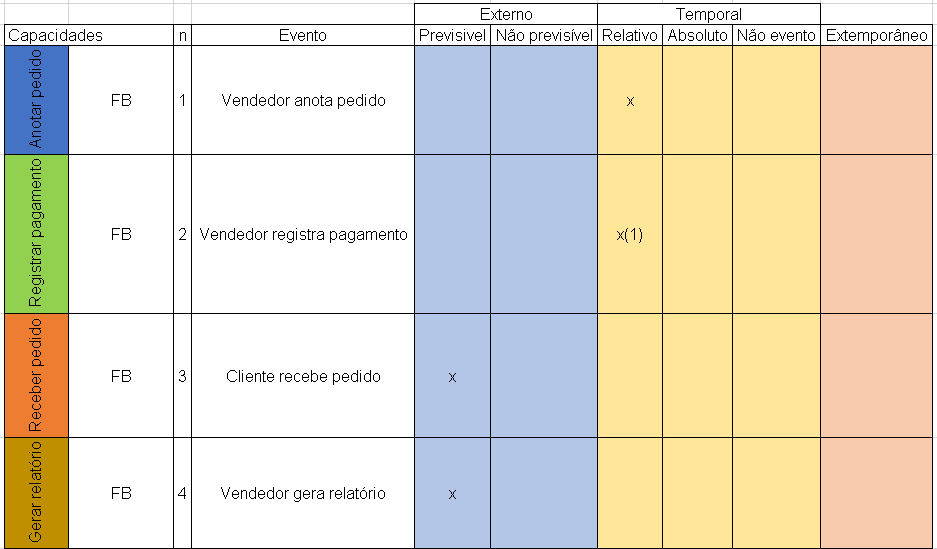 Externo Temporal
Capacidades n Evento Previsivel Não previsível Relativo Absoluto Não evento Extemporâneo
Anotar pedido FB 1 Vendedor anota pedido x
Registrar pagamento FB 2 Vendedor registra pagamento x(1)
Receber pedido FB 3 Cliente recebe pedido x
Gerar relatório FB 4 Vendedor gera relatório x